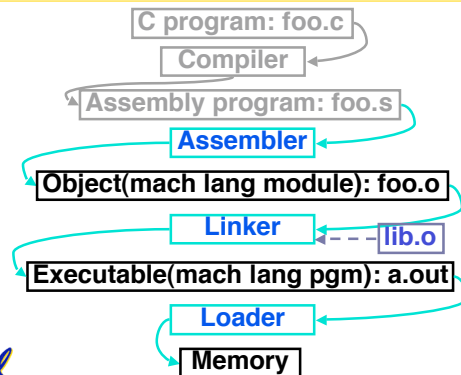 C program: foo.c
Compiler
Assembly program: foo.s
Assembler
Object(mach lang module): foo.o
Linker
lib.o
Executable(mach lang pgm): a.out
Loader
Memory